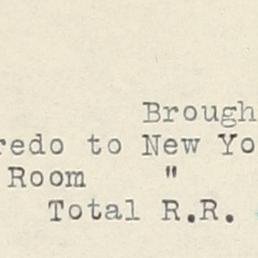 Brough
redo to New Yo
Room "
Total R.R.